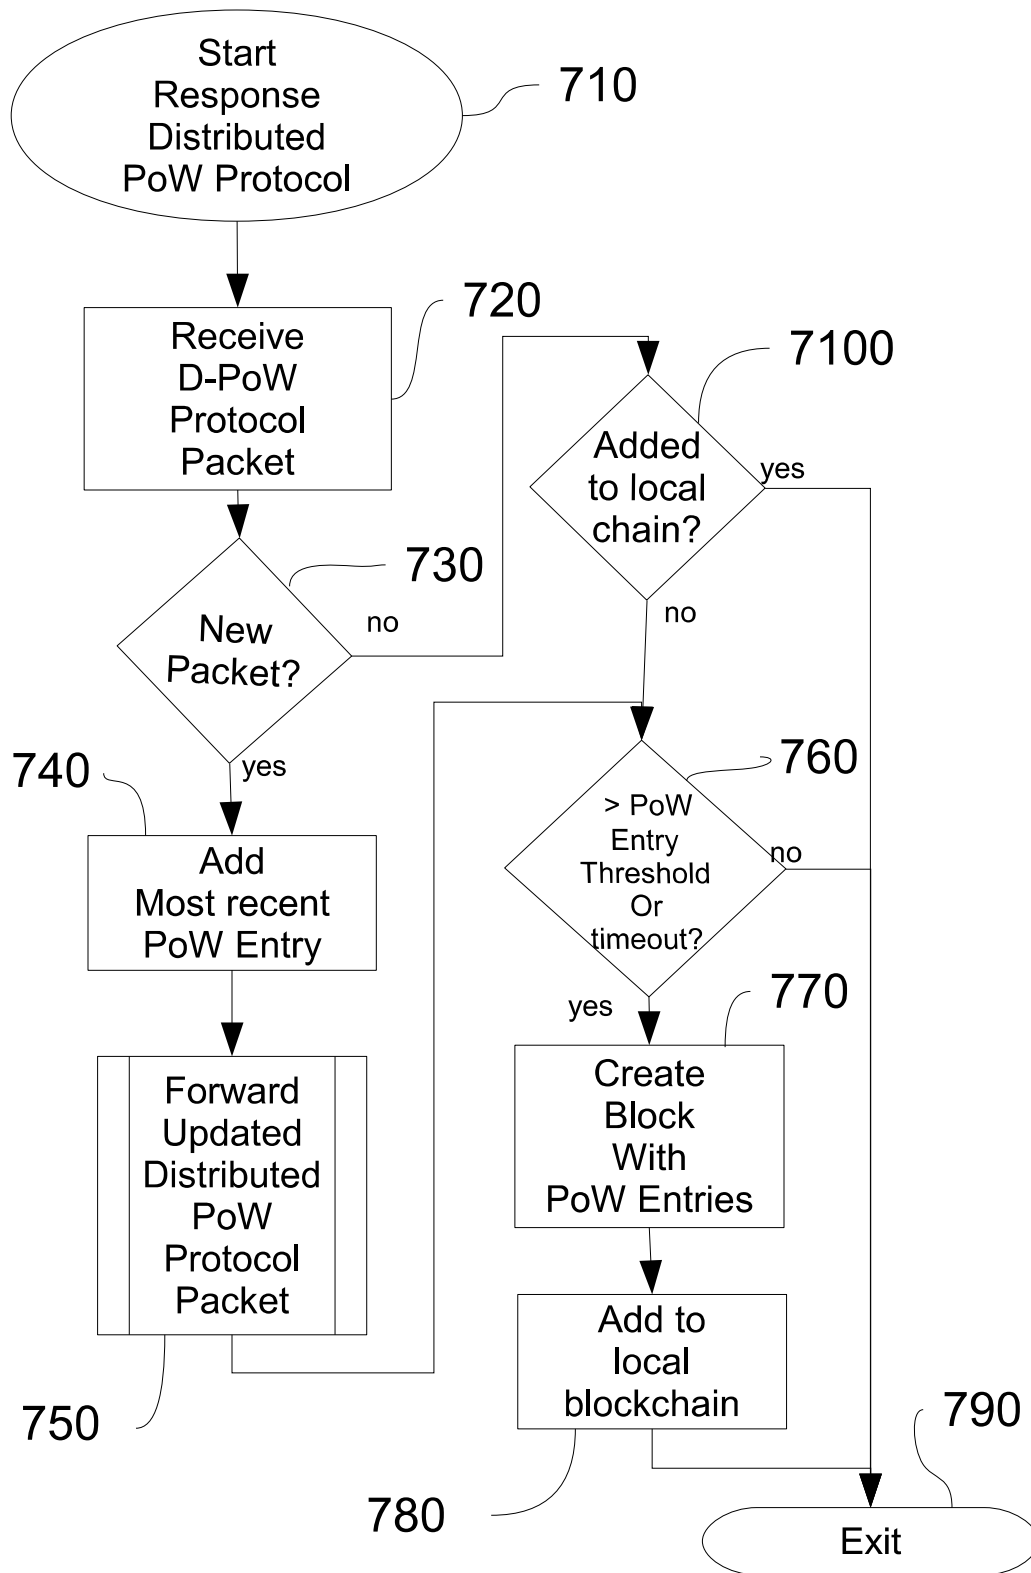 Start
Response
Distributed
PoW Protocol
710
Receive
D-PoW
Protocol
Packet
720
New
Packet?
730
no
yes
740
Add
Most recent
PoW Entry
Forward
Updated
Distributed
PoW
Protocol
Packet
750
7100
Added
to local
chain?
yes
no
760
> PoW
Entry
Threshold
Or
timeout?
no
yes
770
Create
Block
With
PoW Entries
Add to
local
blockchain
780
790
Exit